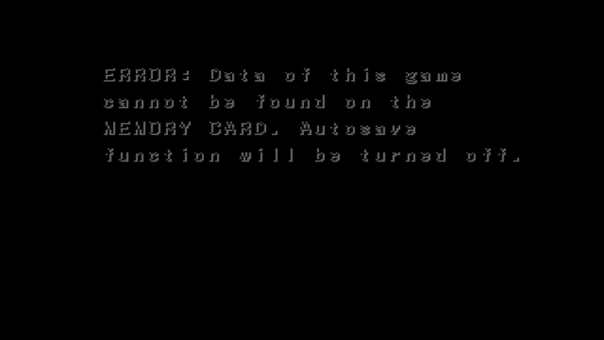 ERROR: Data of this game
cannot be found on the
MEMORY CARD. Autosave
function will be turned off.